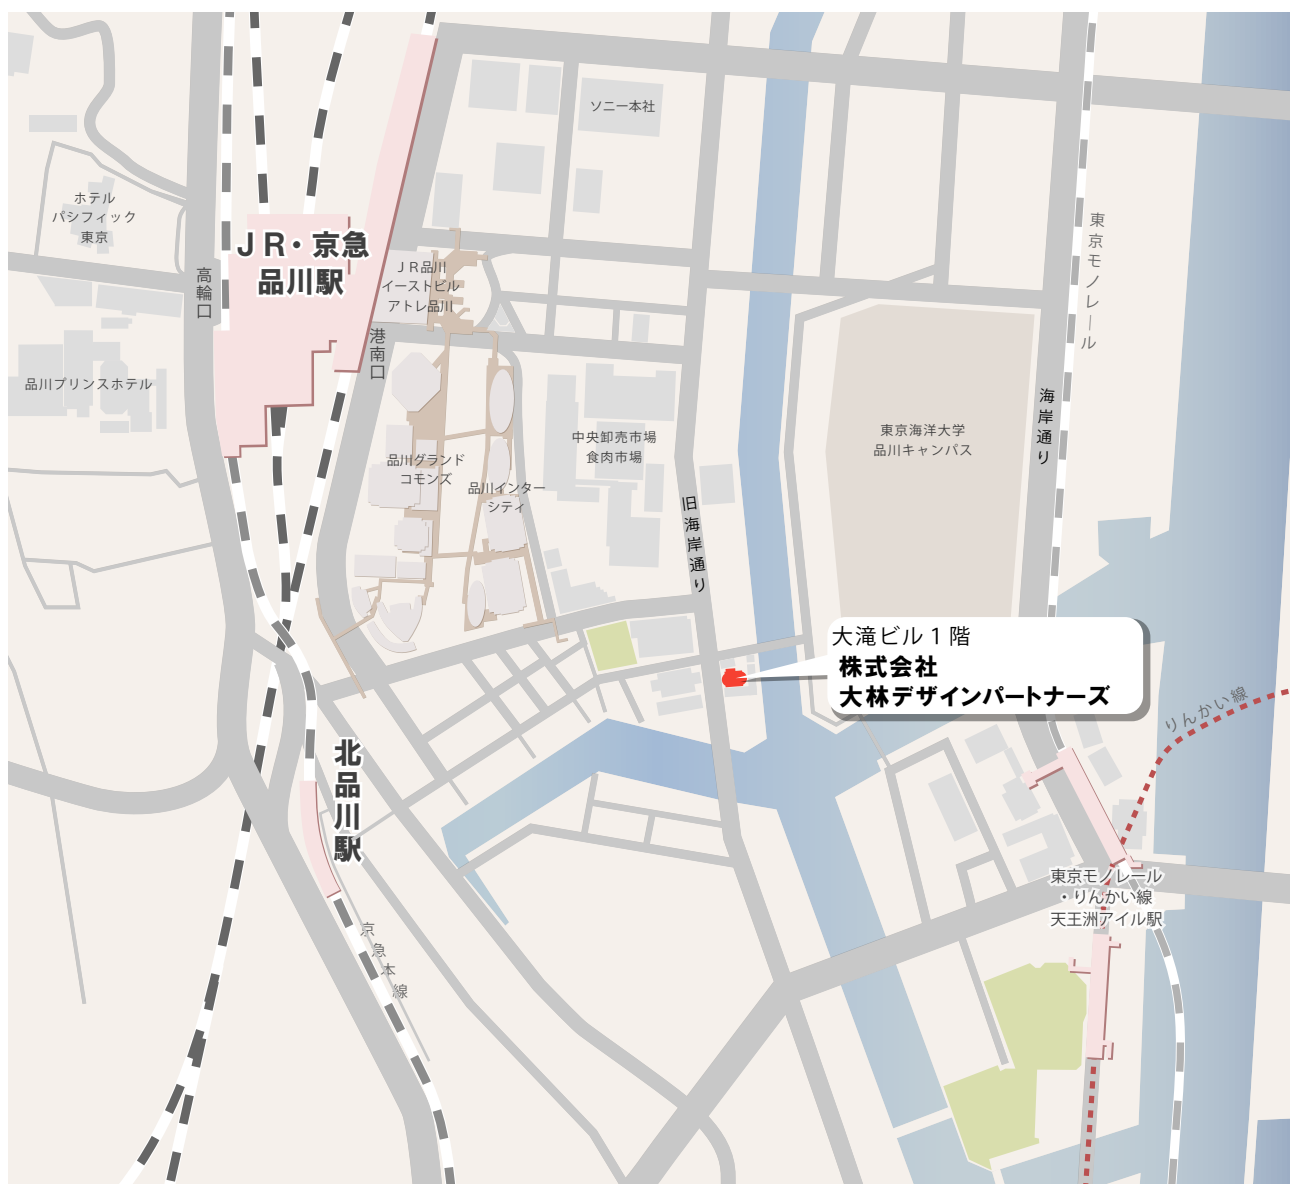 ソニー本社
ホテル
パシフィック
東京
ＪＲ・京急
品川駅
高輪口
ＪＲ品川
イーストビル
アトレ品川
港南口
東京モノレール
品川プリンスホテル
海岸通り
中央卸売市場
食肉市場
東京海洋大学
品川キャンパス
品川グランド
コモンズ
品川インター
シティ
旧海岸通り
大滝ビル１階
株式会社
大林デザインパートナーズ
りんかい線
北品川駅
東京モノレール
・りんかい線
天王洲アイル駅
京急本線